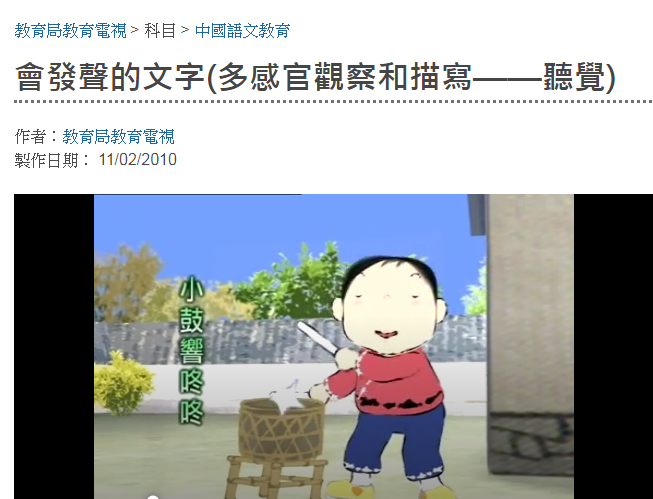 教育局教育電視 > 科目 > 中國語文教育
會發聲的文字(多感官觀察和描寫——聽覺)
作者：教育局教育電視
製作日期： 11/02/2010
小鼓響咚咚